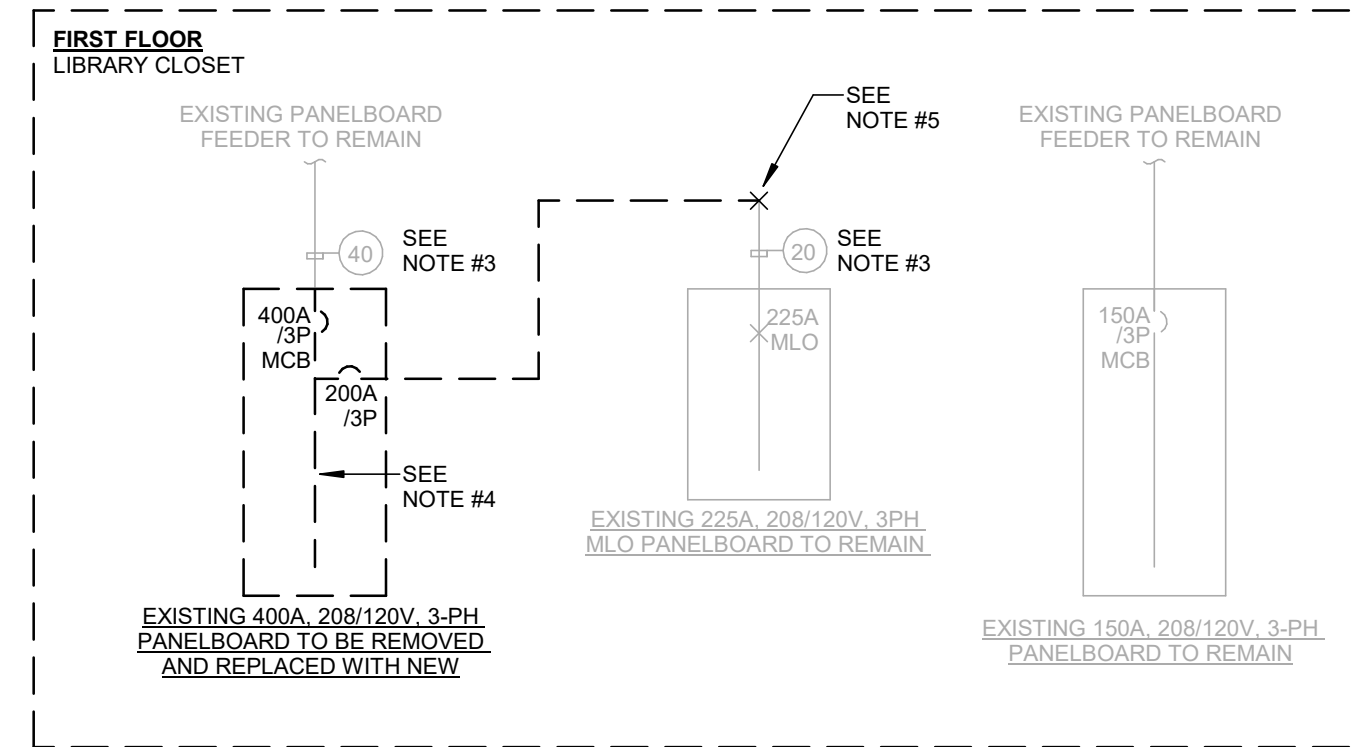 FIRST FLOOR
LIBRARY CLOSET
EXISTING PANELBOARD
FEEDER TO REMAIN
40
SEE
NOTE #3
400A
/3P
MCB
200A
/3P
SEE
NOTE #4
EXISTING 400A, 208/120V, 3-PH
PANELBOARD TO BE REMOVED
AND REPLACED WITH NEW
SEE
NOTE #5
20
SEE
NOTE #3
225A
MLO
EXISTING 225A, 208/120V, 3PH
MLO PANELBOARD TO REMAIN
EXISTING PANELBOARD
FEEDER TO REMAIN
150A
/3P
MCB
EXISTING 150A, 208/120V, 3-PH
PANELBOARD TO REMAIN